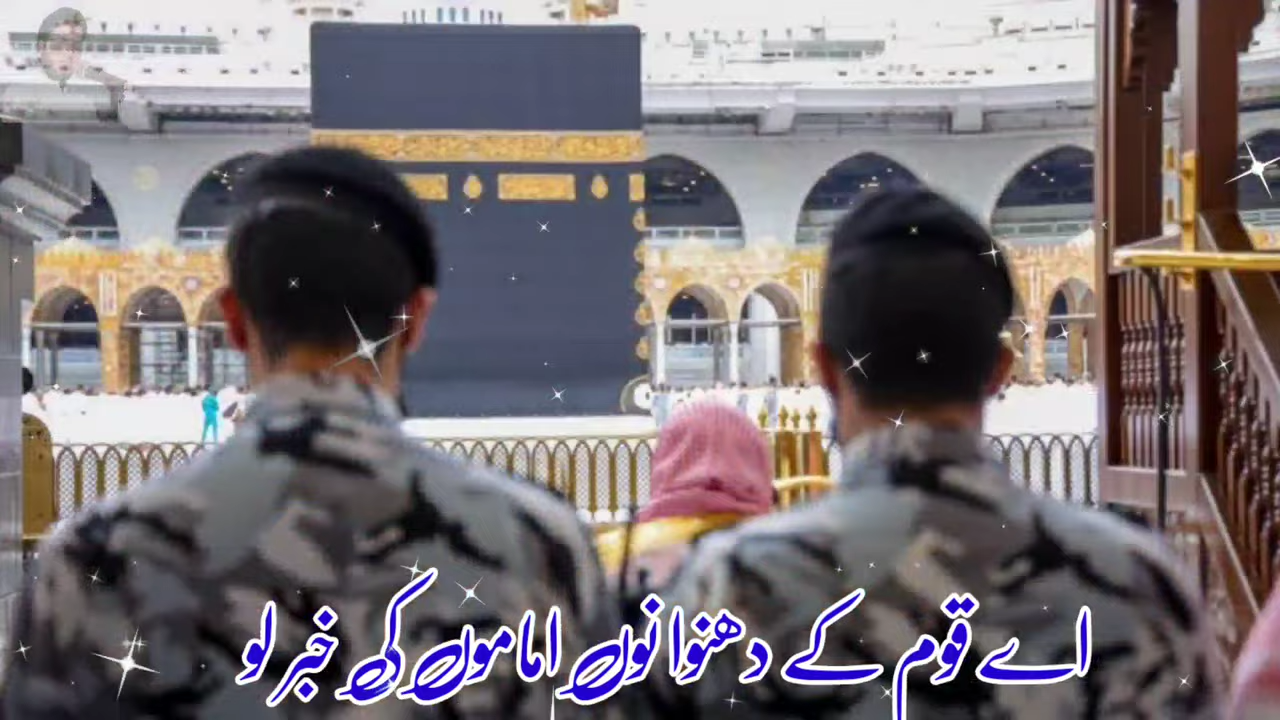 اے قوم کے دھنوانوں اماموں کی خبر لو